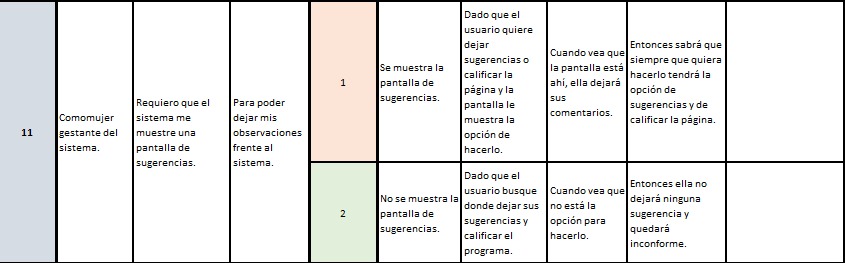 11
Comomujer
gestante del
sistema.
Requiero que el
sistema me
muestre una
pantalla de
sugerencias.
Para poder
dejar mis
observaciones
frente al
sistema.
1
Se muestra la
pantalla de
sugerencias.
Dado que el
usuario quiere
dejar
sugerencias o
calificar la
página y la
pantalla le
muestra la
opción de
hacerlo.
Cuando vea que
la pantalla está
ahí, ella dejará
sus
comentarios.
Entonces sabrá que
siempre que quiera
hacerlo tendrá la
opción de
sugerencias y de
calificar la página.
2
No se muestra la
pantalla de
sugerencias.
Dado que el
usuario busque
donde dejar sus
sugerencias y
calificar el
programa.
Cuando vea que
no está la
opción para
hacerlo.
Entonces ella no
dejará ninguna
sugerencia y
quedará
inconforme.